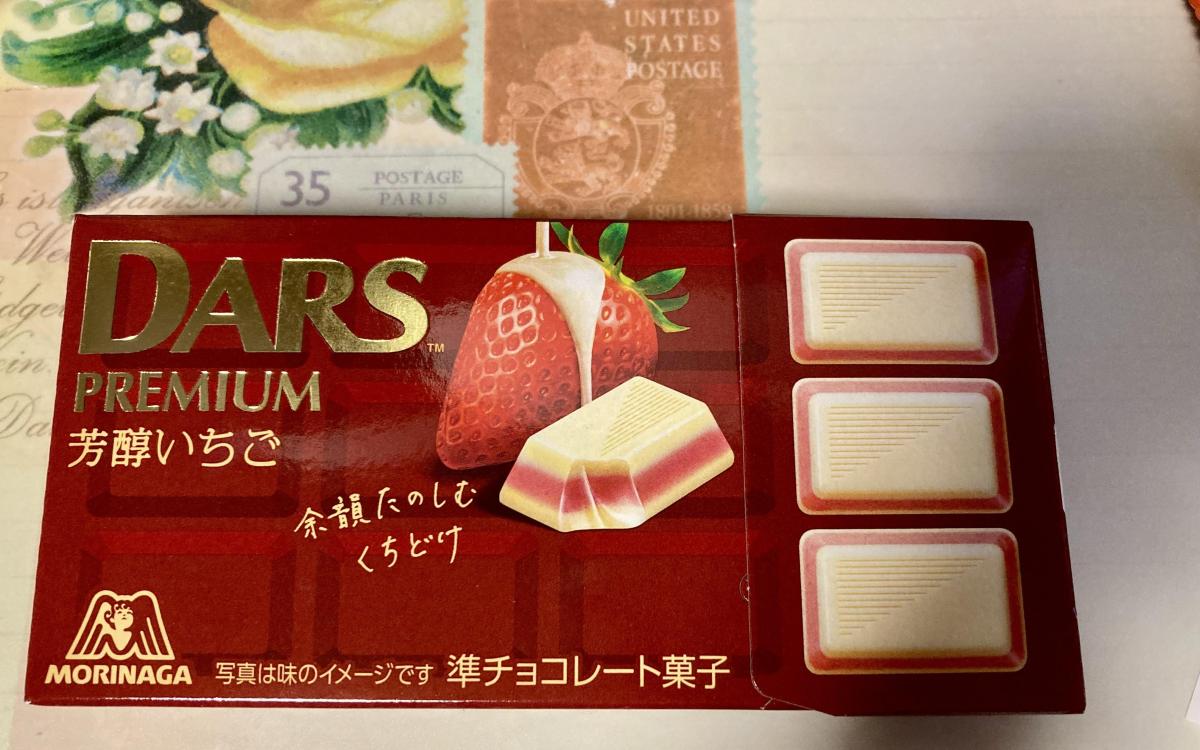 UNITED
STATES
POSTAGE
35
POSTAGE
PARIS
1801-1859
DARS™
PREMIUM
芳醇いちご
余韻たのしむ
くちどけ
MORINAGA
写真は味のイメージです
準チョコレート菓子